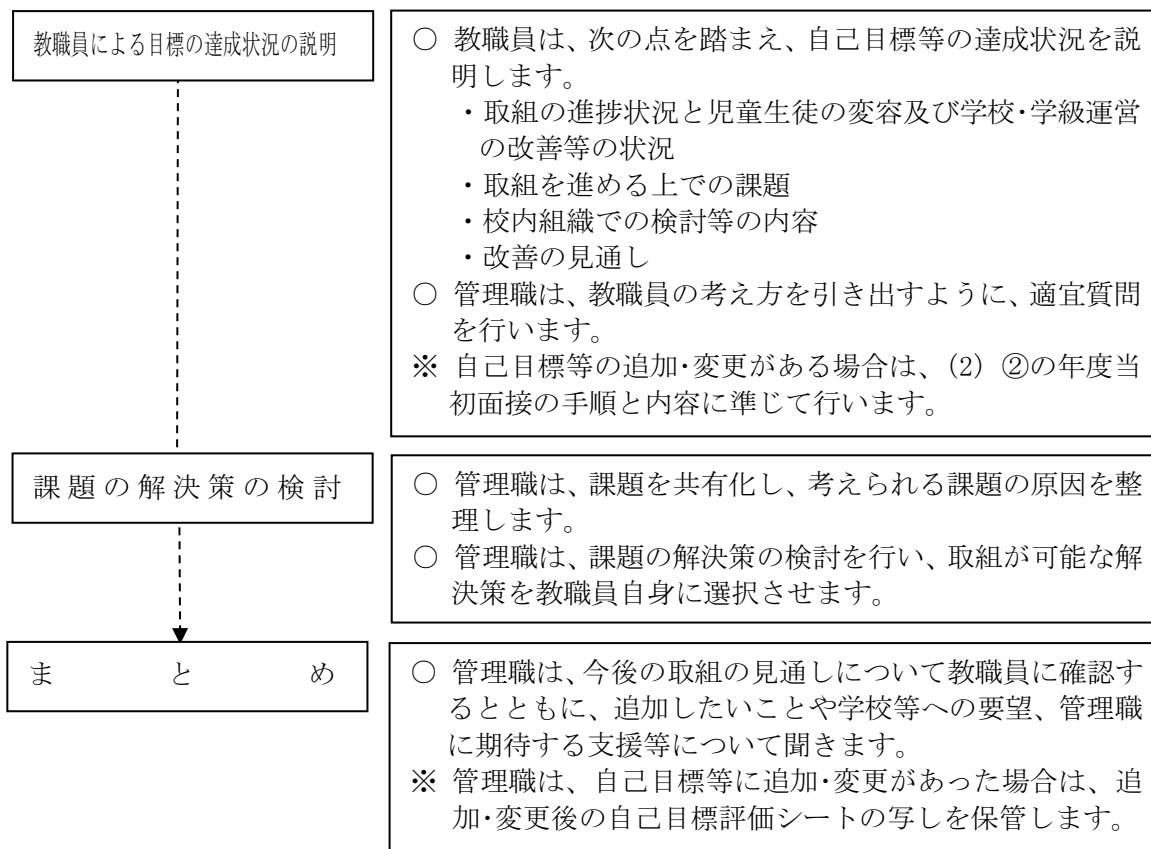 教職員による目標の達成状況の説明
○ 教職員は、次の点を踏まえ、自己目標等の達成状況を説
明します。
・取組の進捗状況と児童生徒の変容及び学校・学級運営
の改善等の状況
・取組を進める上での課題
・校内組織での検討等の内容
・改善の見通し
○ 管理職は、教職員の考え方を引き出すように、適宜質問
を行います。
※ 自己目標等の追加・変更がある場合は、(2) ②の年度当
初面接の手順と内容に準じて行います。
課題の解決策の検討
○ 管理職は、課題を共有化し、考えられる課題の原因を整
理します。
○ 管理職は、課題の解決策の検討を行い、取組が可能な解
決策を教職員自身に選択させます。
ま と め
○ 管理職は、今後の取組の見通しについて教職員に確認す
るとともに、追加したいことや学校等への要望、管理職
に期待する支援等について聞きます。
※ 管理職は、自己目標等に追加・変更があった場合は、追
加・変更後の自己目標評価シートの写しを保管します。